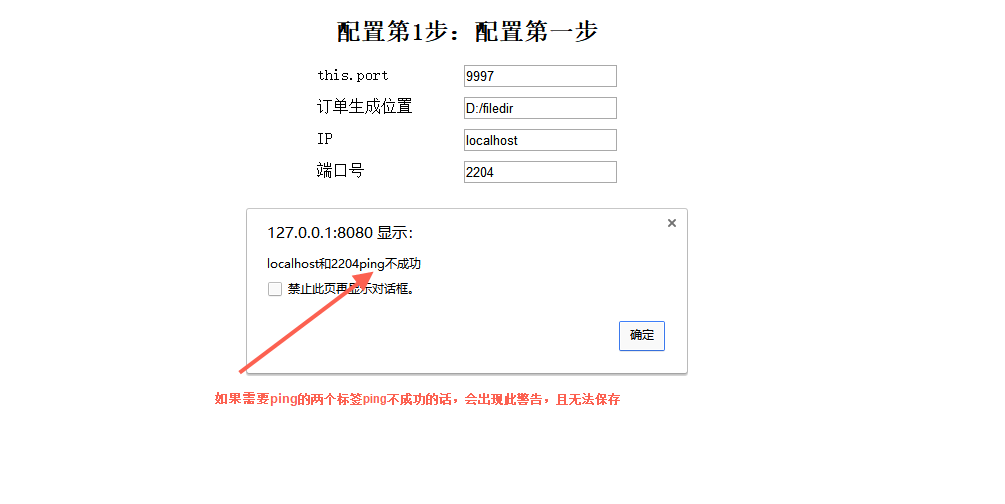 配置第1步：配置第一步
this.port 9997
订单生成位置 D:/filedir
IP localhost
端口号 2204
127.0.0.1:8080 显示：
localhost和2204ping不成功
禁止此页再显示对话框。
确定
如果需要ping的两个标签ping不成功的话，会出现此警告，且无法保存